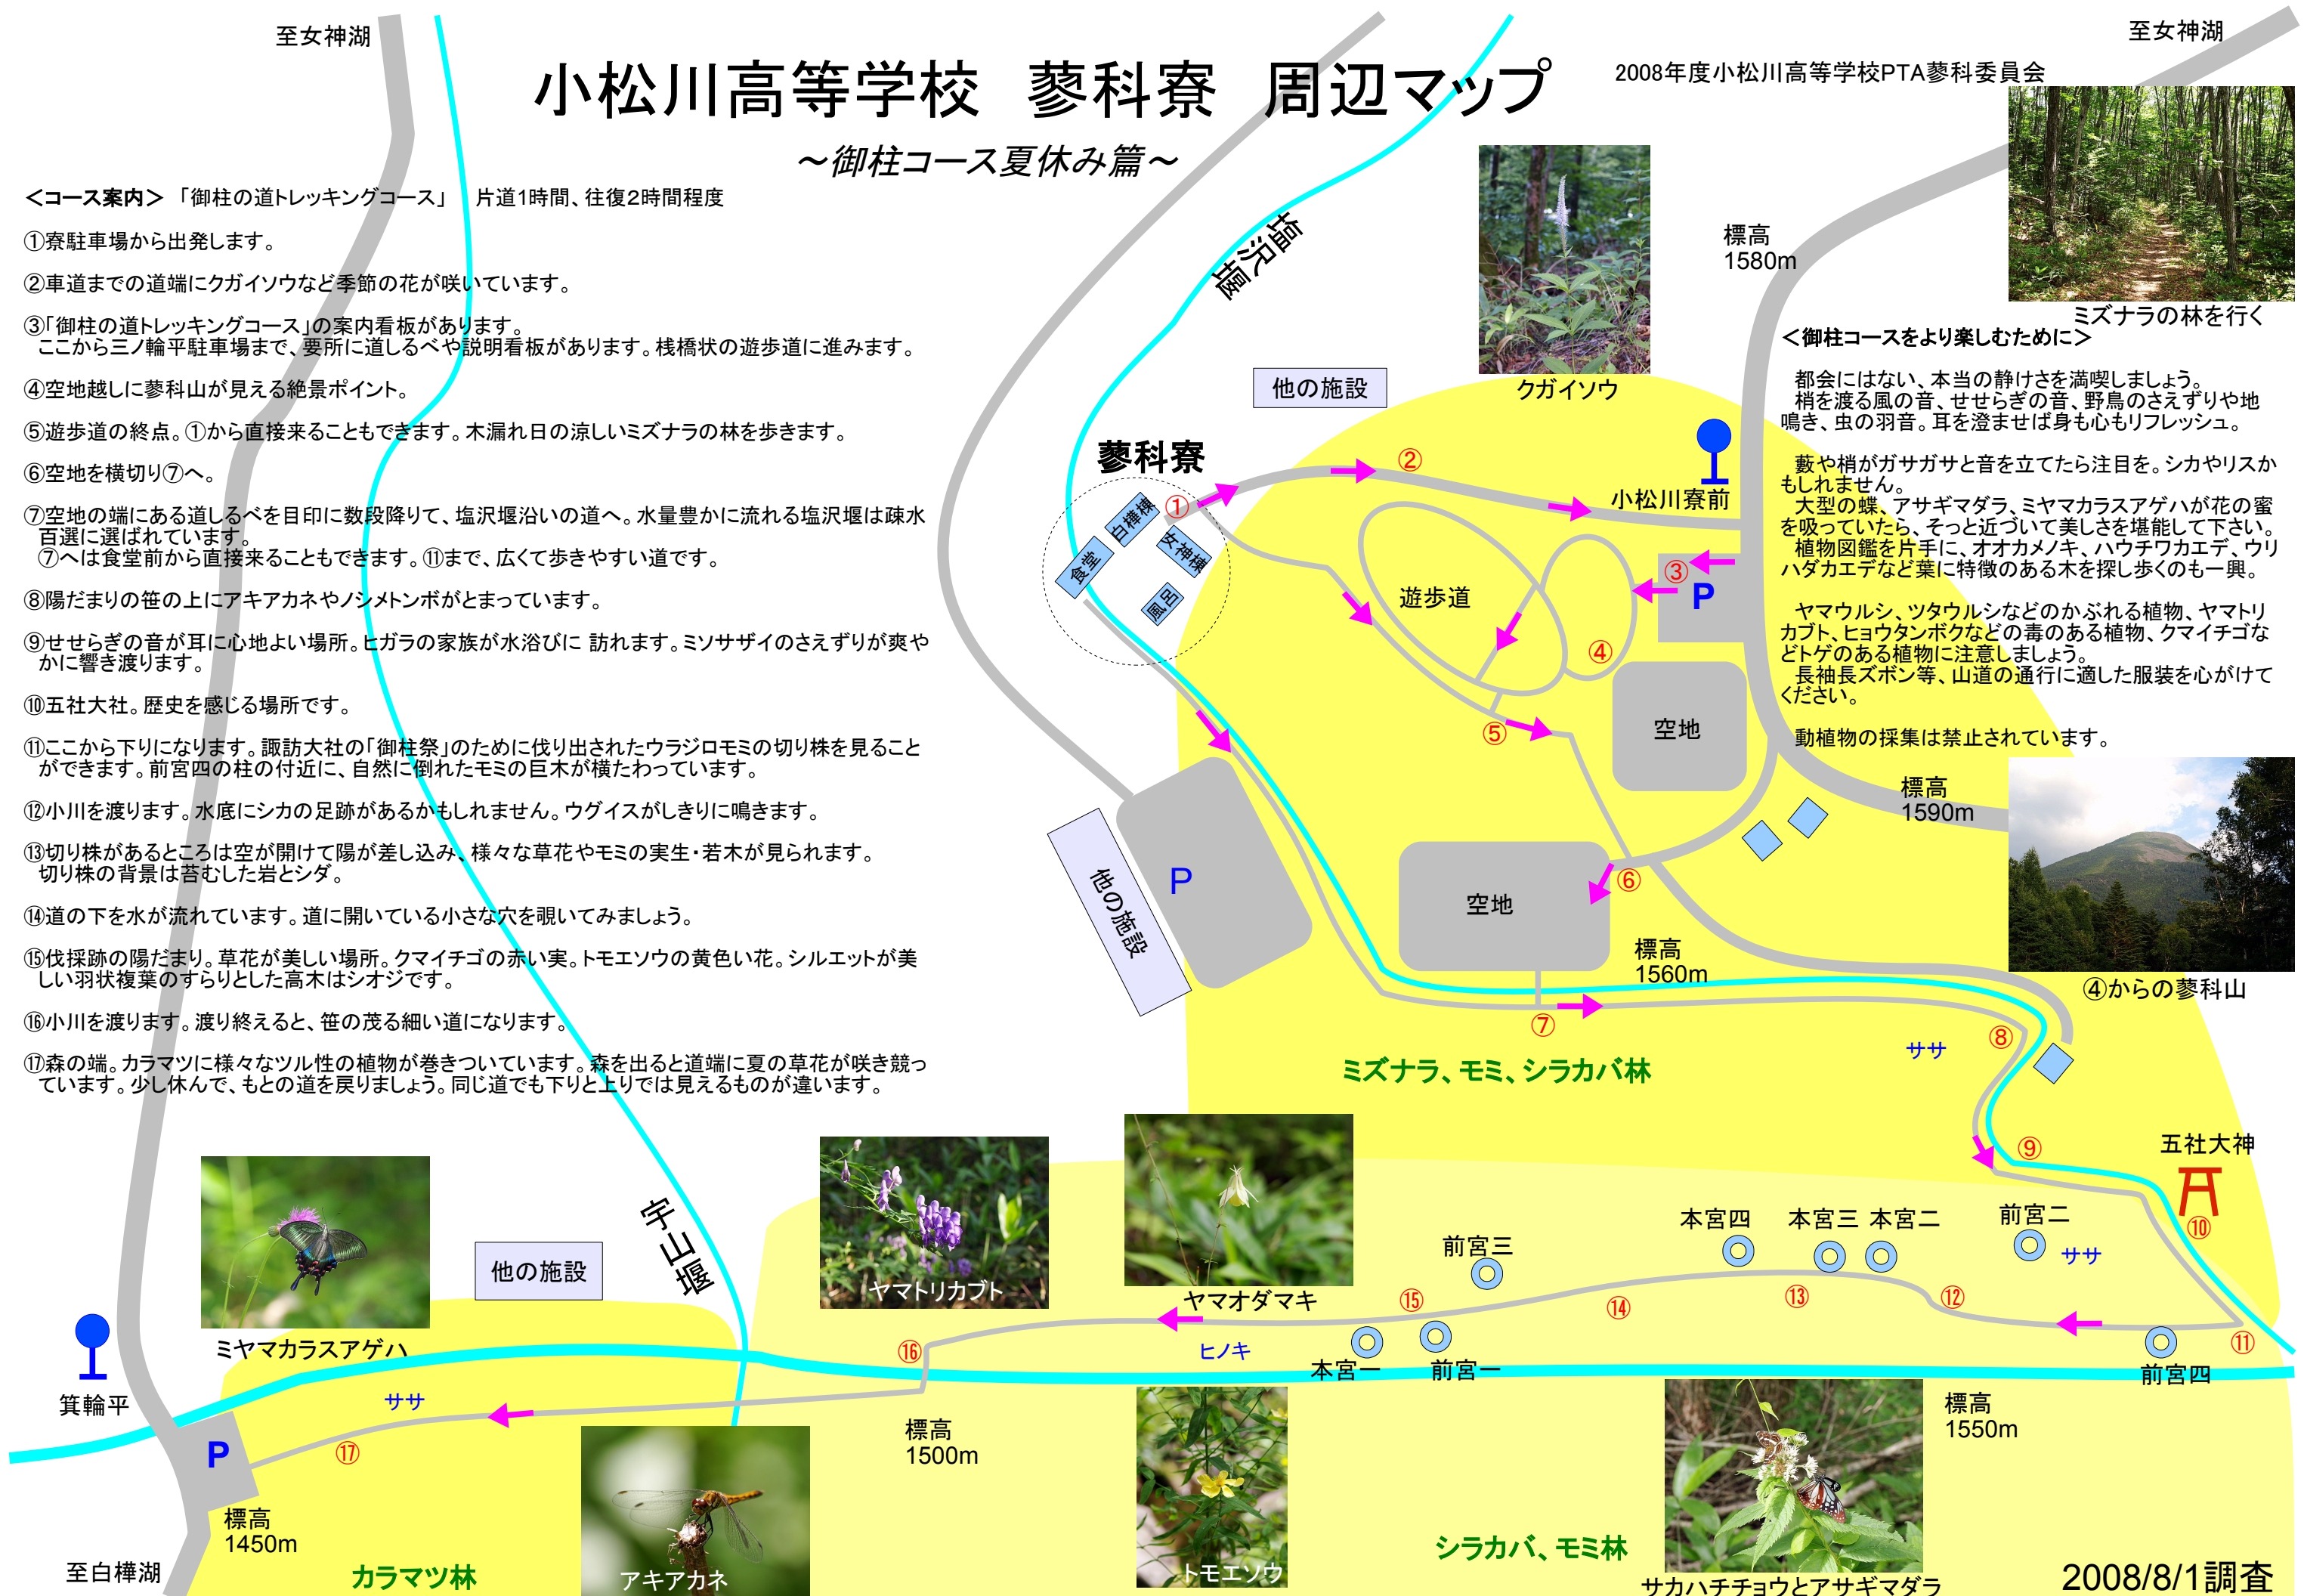 至女神湖
至女神湖
小松川高等学校　蓼科寮　周辺マップ
2008年度小松川高等学校PTA蓼科委員会
～御柱コース夏休み篇～
＜コース案内＞　「御柱の道トレッキングコース」　片道1時間、往復2時間程度
①寮駐車場から出発します。
②車道までの道端にクガイソウなど季節の花が咲いています。
③「御柱の道トレッキングコース」の案内看板があります。
ここから三ノ輪平駐車場まで、要所に道しるべや説明看板があります。桟橋状の遊歩道に進みます。
④空地越しに蓼科山が見える絶景ポイント。
⑤遊歩道の終点。①から直接来ることもできます。木漏れ日の涼しいミズナラの林を歩きます。
⑥空地を横切り⑦へ。
⑦空地の端にある道しるべを目印に数段降りて、塩沢堰沿いの道へ。水量豊かに流れる塩沢堰は疎水
百選に選ばれています。
⑦へは食堂前から直接来ることもできます。⑪まで、広くて歩きやすい道です。
⑧陽だまりの笹の上にアキアカネやノシメトンボがとまっています。
⑨せせらぎの音が耳に心地よい場所。ヒガラの家族が水浴びに 訪れます。ミソサザイのさえずりが爽や
かに響き渡ります。
⑩五社大社。歴史を感じる場所です。
⑪ここから下りになります。諏訪大社の「御柱祭」のために伐り出されたウラジロモミの切り株を見ること
ができます。前宮四の柱の付近に、自然に倒れたモミの巨木が横たわっています。
⑫小川を渡ります。水底にシカの足跡があるかもしれません。ウグイスがしきりに鳴きます。
⑬切り株があるところは空が開けて陽が差し込み、様々な草花やモミの実生・若木が見られます。
切り株の背景は苔むした岩とシダ。
⑭道の下を水が流れています。道に開いている小さな穴を覗いてみましょう。
⑮伐採跡の陽だまり。草花が美しい場所。クマイチゴの赤い実。トモエソウの黄色い花。シルエットが美
しい羽状複葉のすらりとした高木はシオジです。
⑯小川を渡ります。渡り終えると、笹の茂る細い道になります。
⑰森の端。カラマツに様々なツル性の植物が巻きついています。森を出ると道端に夏の草花が咲き競っ
ています。少し休んで、もとの道を戻りましょう。同じ道でも下りと上りでは見えるものが違います。
塩沢堰
クガイソウ
標高
1580m
ミズナラの林を行く
＜御柱コースをより楽しむために＞
都会にはない、本当の静けさを満喫しましょう。
梢を渡る風の音、せせらぎの音、野鳥のさえずりや地
鳴き、虫の羽音。耳を澄ませば身も心もリフレッシュ。
藪や梢がガサガサと音を立てたら注目を。シカやリスか
もしれません。
大型の蝶、アサギマダラ、ミヤマカラスアゲハが花の蜜
を吸っていたら、そっと近づいて美しさを堪能して下さい。
植物図鑑を片手に、オオカメノキ、ハウチワカエデ、ウリ
ハダカエデなど葉に特徴のある木を探し歩くのも一興。
ヤマウルシ、ツタウルシなどのかぶれる植物、ヤマトリ
カブト、ヒョウタンボクなどの毒のある植物、クマイチゴな
どトゲのある植物に注意しましょう。
長袖長ズボン等、山道の通行に適した服装を心がけて
ください。
動植物の採集は禁止されています。
他の施設
蓼科寮
①
②
小松川寮前
白樺棟
女神棟
食堂
風呂
遊歩道
③
P
④
⑤
空地
標高
1590m
他の施設
P
空地
⑥
標高
1560m
④からの蓼科山
⑦
⑧
ササ
ミズナラ、モミ、シラカバ林
⑨
五社大神
⑩
宇山堰
他の施設
ミヤマカラスアゲハ
ヤマトリカブト
ヤマオダマキ
前宮三
本宮四
本宮三
本宮二
前宮二
ササ
⑮
⑭
⑬
⑫
⑪
⑯
ヒノキ
本宮一
前宮一
前宮四
箕輪平
ササ
P
⑰
標高
1500m
標高
1550m
標高
1450m
至白樺湖
カラマツ林
アキアカネ
トモエソウ
シラカバ、モミ林
サカハチチョウとアサギマダラ
2008/8/1調査